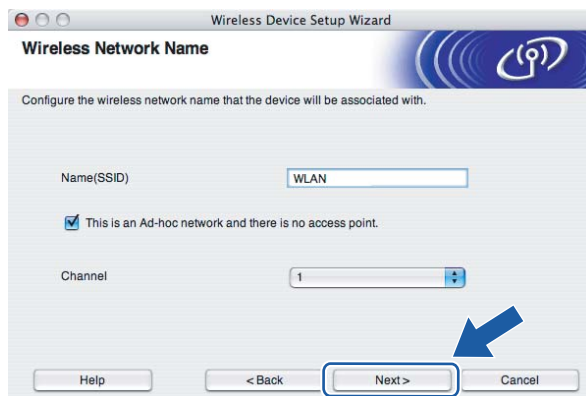 Wireless Device Setup Wizard
Wireless Network Name
Configure the wireless network name that the device will be associated with.
Name(SSID) WLAN
This is an Ad-hoc network and there is no access point.
Channel 1
Help <Back Next> Cancel